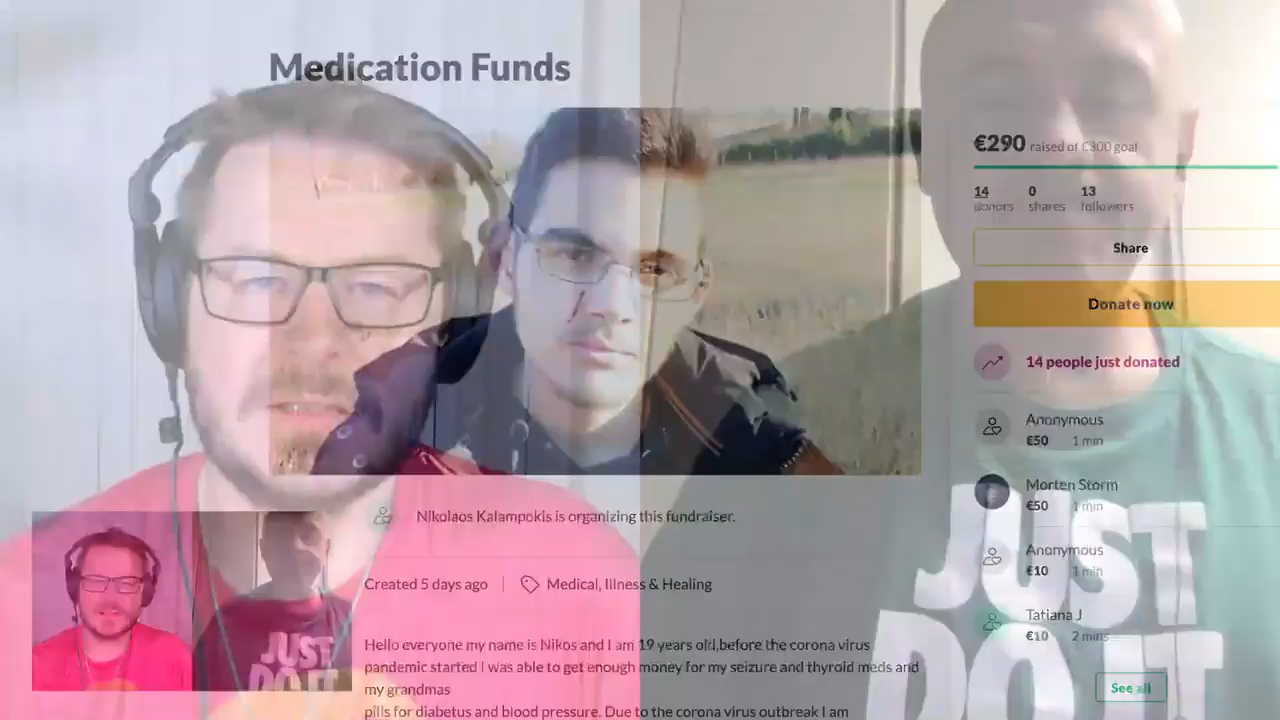 Medication Funds
€290 raised of €300 goal
14 0 13
donors shares followers
Share
Donate now
14 people just donated
Anonymous
€50 1 min
Morten Storm
€50 1 min
Anonymous
€10 1 min
Tatiana J
€10 2 mins
See all
Nikolaos Kalampokis is organizing this fundraiser.
Created 5 days ago Medical, Illness & Healing
Hello everyone my name is Nikos and I am 19 years old,before the corona virus
pandemic started I was able to get enough money for my seizure and thyroid meds and
my grandmas
pills for diabetus and blood pressure. Due to the corona virus outbreak I am
JUST
DO IT
JUST
DO IT